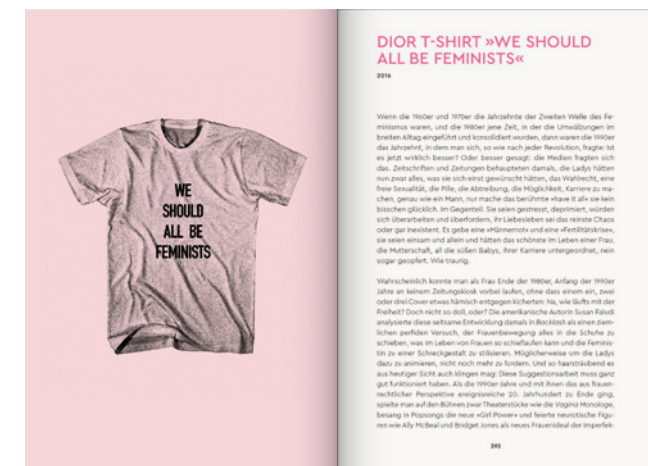 WE
SHOULD
ALL BE
FEMINISTS
DIOR T-SHIRT »WE SHOULD
ALL BE FEMINISTS«
2016
Wenn die 1960er und 1970er die Jahrzehnte der Zweiten Welle des Fe-
minismus waren, und die 1980er jene Zeit, in der die Umwälzungen im
breiten Alltag eingeführt und konsolidiert wurden, dann waren die 1990er
das Jahrzehnt, in dem man sich, so wie nach jeder Revolution, fragte: Ist
es jetzt wirklich besser? Oder besser gesagt: die Medien fragten sich
das. Zeitschriften und Zeitungen behaupteten damals, die Ladys hätten
nun zwar alles, was sie sich einst gewünscht hätten, das Wahlrecht, eine
freie Sexualität, die Pille, die Abtreibung, die Möglichkeit, Karriere zu ma-
chen, genau wie ein Mann, nur mache das berühmte »have it all« sie kein
bisschen glücklich. Im Gegenteil. Sie seien gestresst, deprimiert, würden
sich überarbeiten und überfordern, ihr Liebesleben sei das reinste Chaos
oder gar inexistent. Es gebe eine »Männernot« und eine »Fertilitätskrise«,
sie seien einsam und allein und hätten das schönste im Leben einer Frau,
die Mutterschaft, all die süßen Babys, ihrer Karriere untergeordnet, nein
sogar geopfert. Wie traurig.
Wahrscheinlich konnte man als Frau Ende der 1980er, Anfang der 1990er
Jahre an keinem Zeitungskiosk vorbei laufen, ohne dass einem ein, zwei
oder drei Cover etwas hämisch entgegen kicherten: Na, wie läufts mit der
Freiheit? Doch nicht so doll, oder? Die amerikanische Autorin Susan Faludi
analysierte diese seltsame Entwicklung damals in Backlash als einen ziem-
lichen perfiden Versuch, der Frauenbewegung alles in die Schuhe zu
schieben, was im Leben von Frauen so schieflaufen kann und die Feminis-
tin zu einer Schreckgestalt zu stilisieren. Möglicherweise um die Ladys
dazu zu animieren, nicht noch mehr zu fordern. Und so haarsträubend es
aus heutiger Sicht auch klingen mag: Diese Suggestionsarbeit muss ganz
gut funktioniert haben. Als die 1990er-Jahre und mit ihnen das aus frauen-
rechtlicher Perspektive ereignisreiche 20. Jahrhundert zu Ende ging,
spielte man auf den Bühnen zwar Theaterstücke wie die Vagina Monologe,
besang in Popsongs die neue »Girl Power« und feierte neurotische Figu-
ren wie Ally McBeal und Bridget Jones als neues Frauenideal der Imperfek-
395